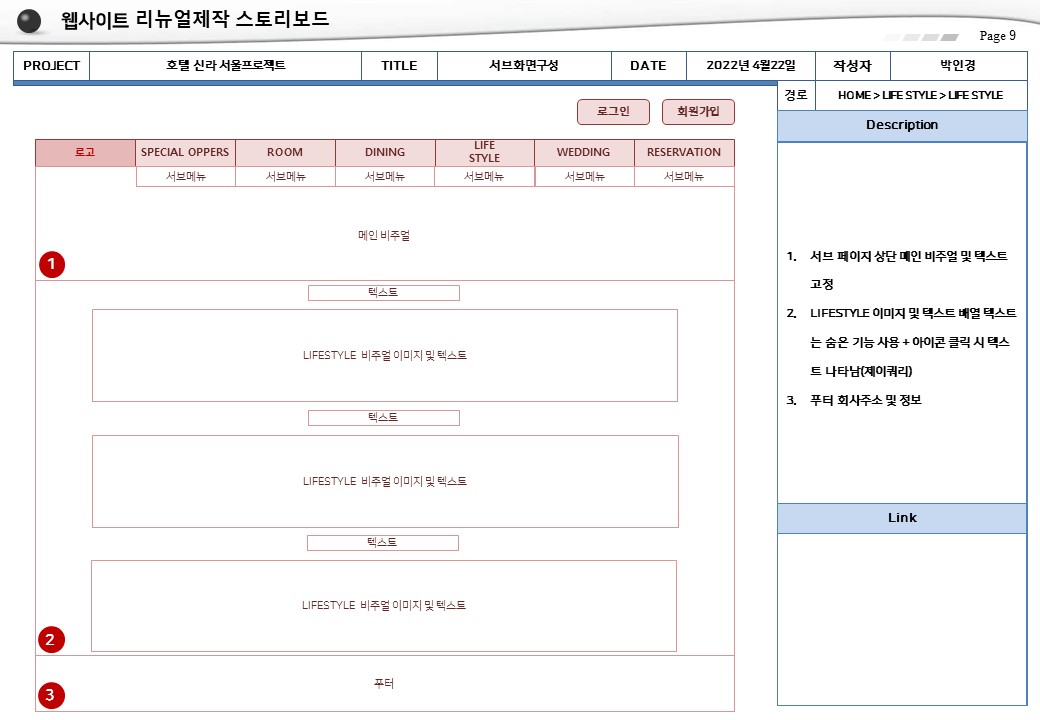 웹사이트 리뉴얼제작 스토리보드
Page 9
PROJECT 호텔 신라 서울프로젝트 TITLE 서브화면구성 DATE 2022년 4월22일 작성자 박인경
경로 HOME > LIFE STYLE > LIFE STYLE
로그인 회원가입
로고 SPECIAL OPPERS ROOM DINING LIFE STYLE WEDDING RESERVATION
서브메뉴 서브메뉴 서브메뉴 서브메뉴 서브메뉴 서브메뉴
메인 비주얼
1
텍스트
LIFESTYLE 비주얼 이미지 및 텍스트
텍스트
LIFESTYLE 비주얼 이미지 및 텍스트
텍스트
LIFESTYLE 비주얼 이미지 및 텍스트
2
푸터
3
Description
1. 서브 페이지 상단 메인 비주얼 및 텍스트
고정
2. LIFESTYLE 이미지 및 텍스트 배열 텍스트
는 숨은 기능 사용 + 아이콘 클릭 시 텍스
트 나타남(제이쿼리)
3. 푸터 회사주소 및 정보
Link